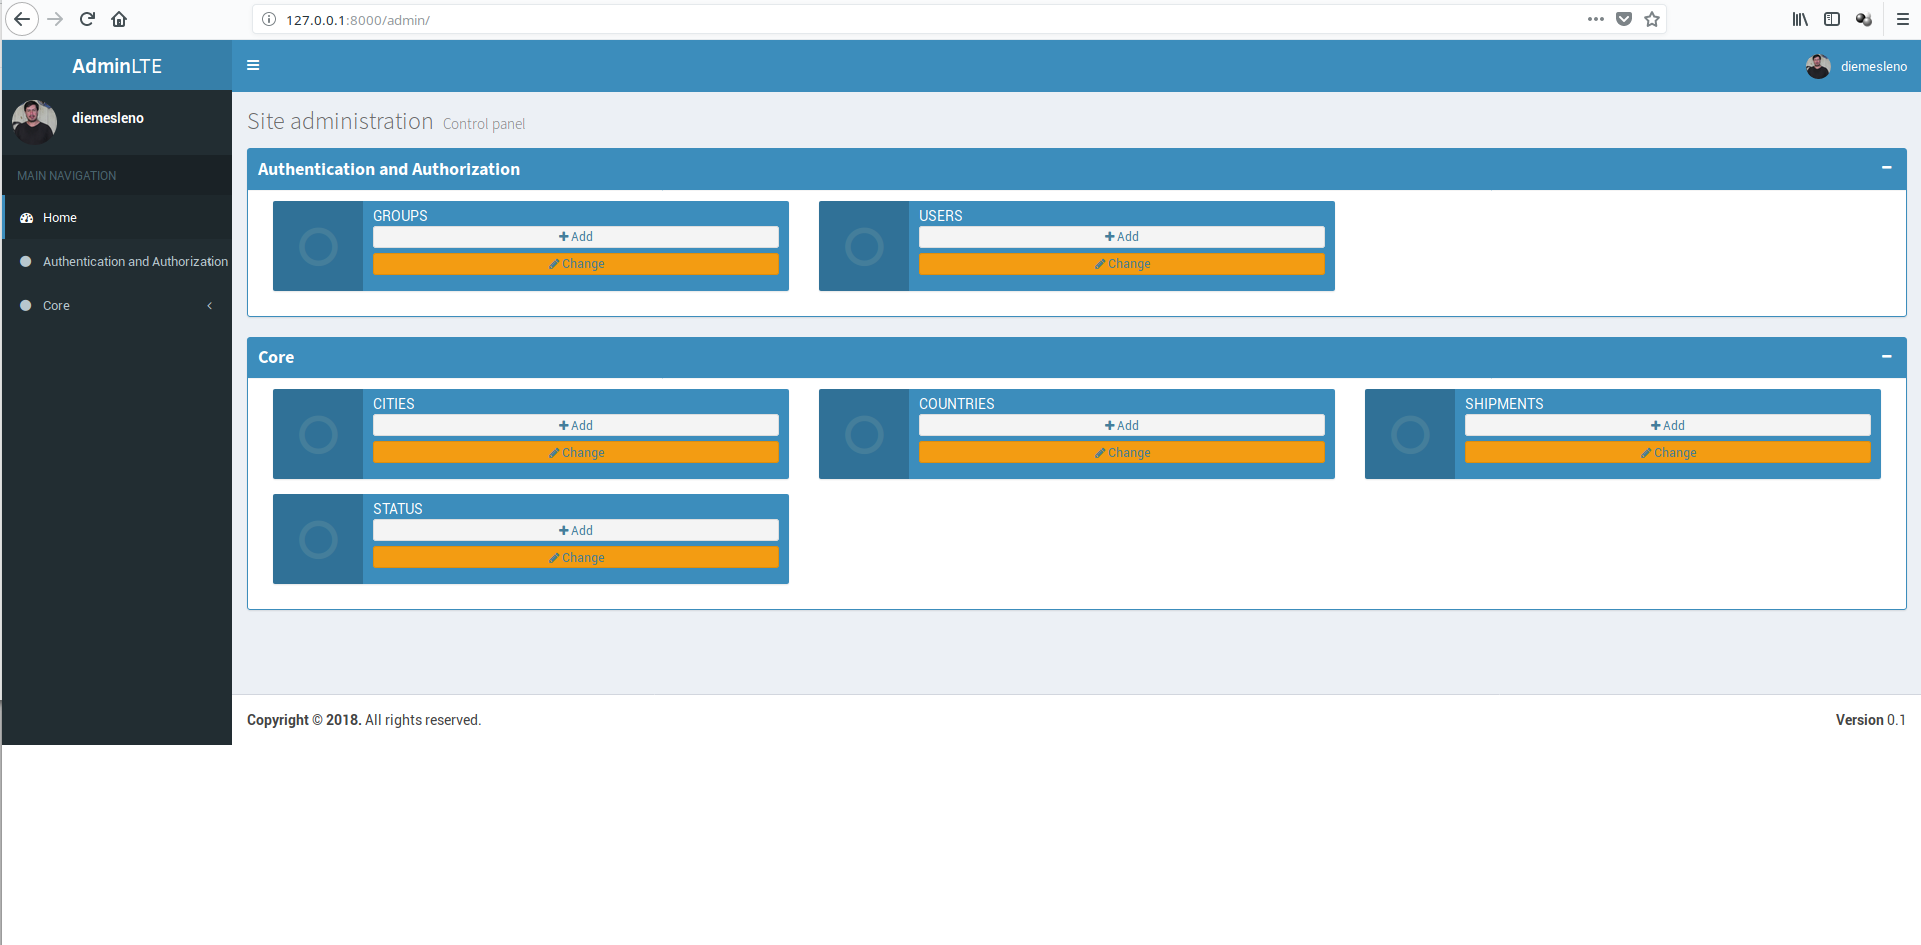 127.0.0.1:8000/admin/
AdminLTE
diemesleno
diemesleno
MAIN NAVIGATION
Home
Authentication and Authorization
Core
Site administration Control panel
Authentication and Authorization
GROUPS
Add
Change
USERS
Add
Change
Core
CITIES
Add
Change
COUNTRIES
Add
Change
SHIPMENTS
Add
Change
STATUS
Add
Change
Copyright © 2018. All rights reserved.
Version 0.1